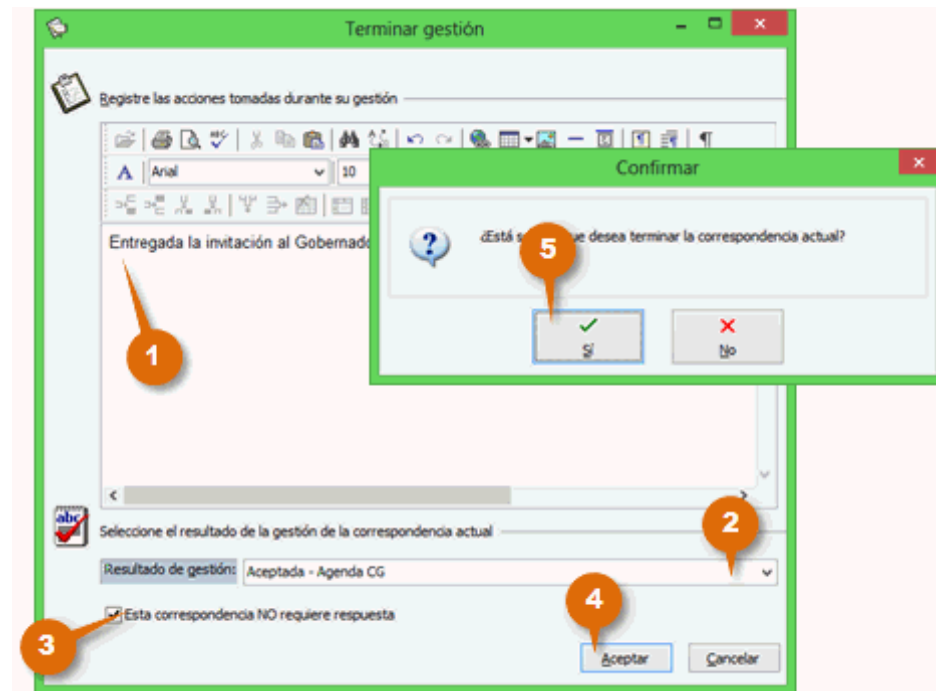 Terminar gestión
Registre las acciones tomadas durante su gestión
Arial
10
Entregada la invitación al Gobernado
1
Confirmar
¿Está s ue desea terminar la correspondencia actual?
5
Sí
No
Seleccione el resultado de la gestión de la correspondencia actual
2
Resultado de gestión:
Aceptada - Agenda CG
Esta correspondencia NO requiere respuesta
3
4
Aceptar
Cancelar